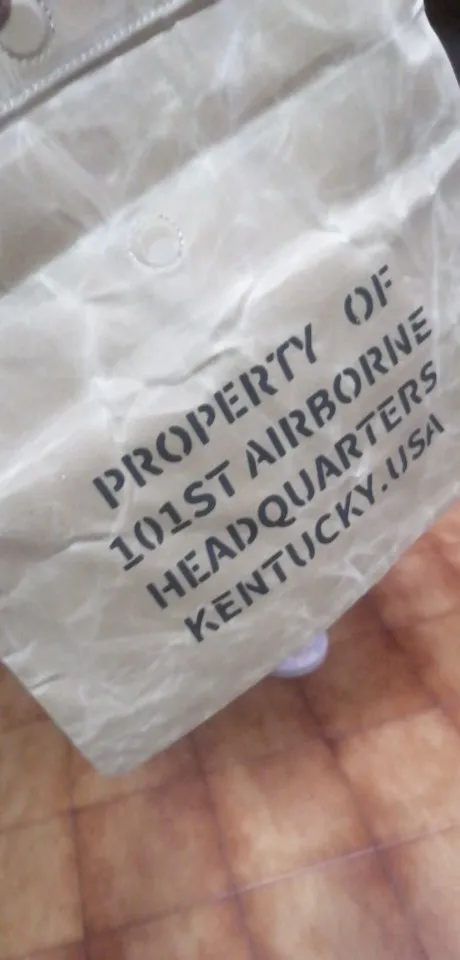 PROPERTY OF
101ST AIRBORNE
HEADQUARTERS
KENTUCKY.USA